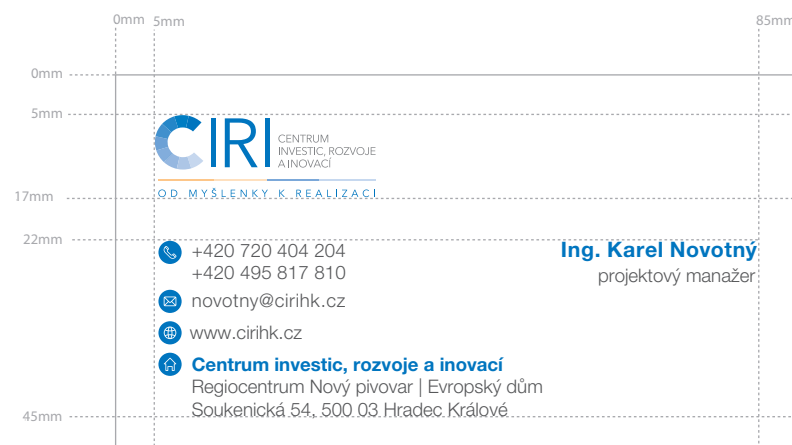 0mm 5mm 85mm
0mm
5mm
CIRI
CENTRUM
INVESTIC, ROZVOJE
A INOVACÍ
17mm
OD MYŠLENKY K REALIZACI
22mm
+420 720 404 204
+420 495 817 810
novotny@cirihk.cz
www.cirihk.cz
Ing. Karel Novotný
projektový manažer
Centrum investic, rozvoje a inovací
Regiocentrum Nový pivovar | Evropský dům
Soukenická 54, 500 03 Hradec Králové
45mm